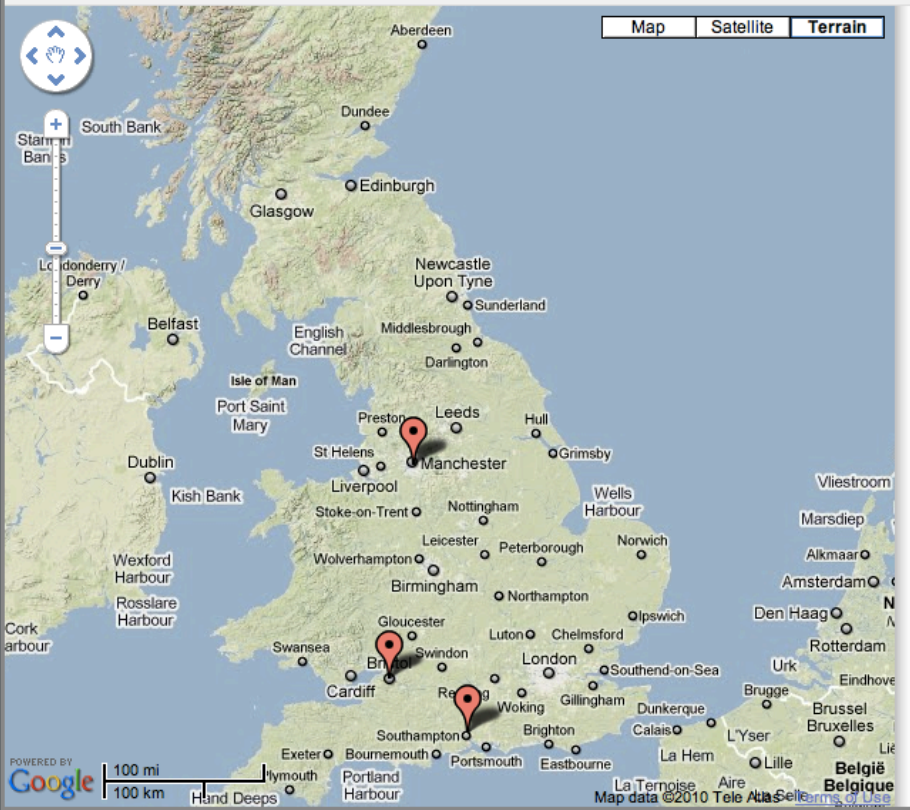 Aberdeen
Map
Satellite
Terrain
Dundee
South Bank
Stanton
Banks
Edinburgh
Glasgow
Newcastle
Upon Tyne
Londonderry /
Derry
Sunderland
Belfast
English
Channel
Middlesbrough
Darlington
Isle of Man
Port Saint
Mary
Preston
Leeds
Hull
St Helens
Manchester
Grimsby
Dublin
Liverpool
Kish Bank
Wells
Harbour
Vliestroom
Stoke-on-Trent
Nottingham
Marsdiep
Leicester
Peterborough
Norwich
Alkmaar
Wexford
Harbour
Wolverhampton
Birmingham
Amsterdam
Rosslare
Harbour
Northampton
Ipswich
Den Haag
N
Cork
arbour
Gloucester
Luton
Chelmsford
Rotterdam
Swansea
Bristol
Swindon
London
Southend-on-Sea
Urk
Cardiff
Re
ng
Woking
Gillingham
Brugge
Eindhove
Dunkerque
Brussel
Bruxelles
Southampton
Brighton
Calais
L'Yser
Exeter
Bournemouth
Portsmouth
Eastbourne
La Hern
Lille
België
Belgique
POWERED BY
Google
100 mi
100 km
Plymouth
Hand Deeps
Portland
Harbour
La Ternoise
Aire
Map data ©2010 Tele Atlas
Terms of Use